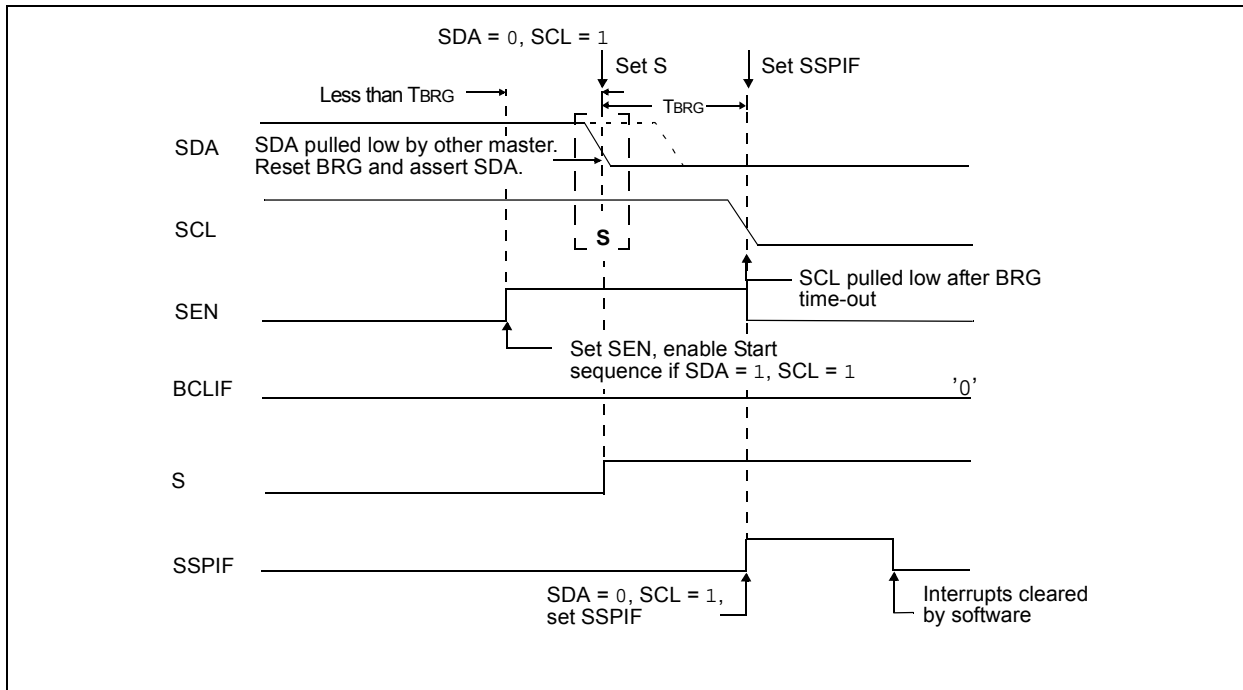 SDA = 0, SCL = 1
Set S
Set SSPIF
Less than TBRG
TBRG
SDA
SDA pulled low by other master.
Reset BRG and assert SDA.
SCL
S
SCL pulled low after BRG
time-out
SEN
Set SEN, enable Start
sequence if SDA = 1, SCL = 1
BCLIF
'0'
S
SSPIF
SDA = 0, SCL = 1,
set SSPIF
Interrupts cleared
by software